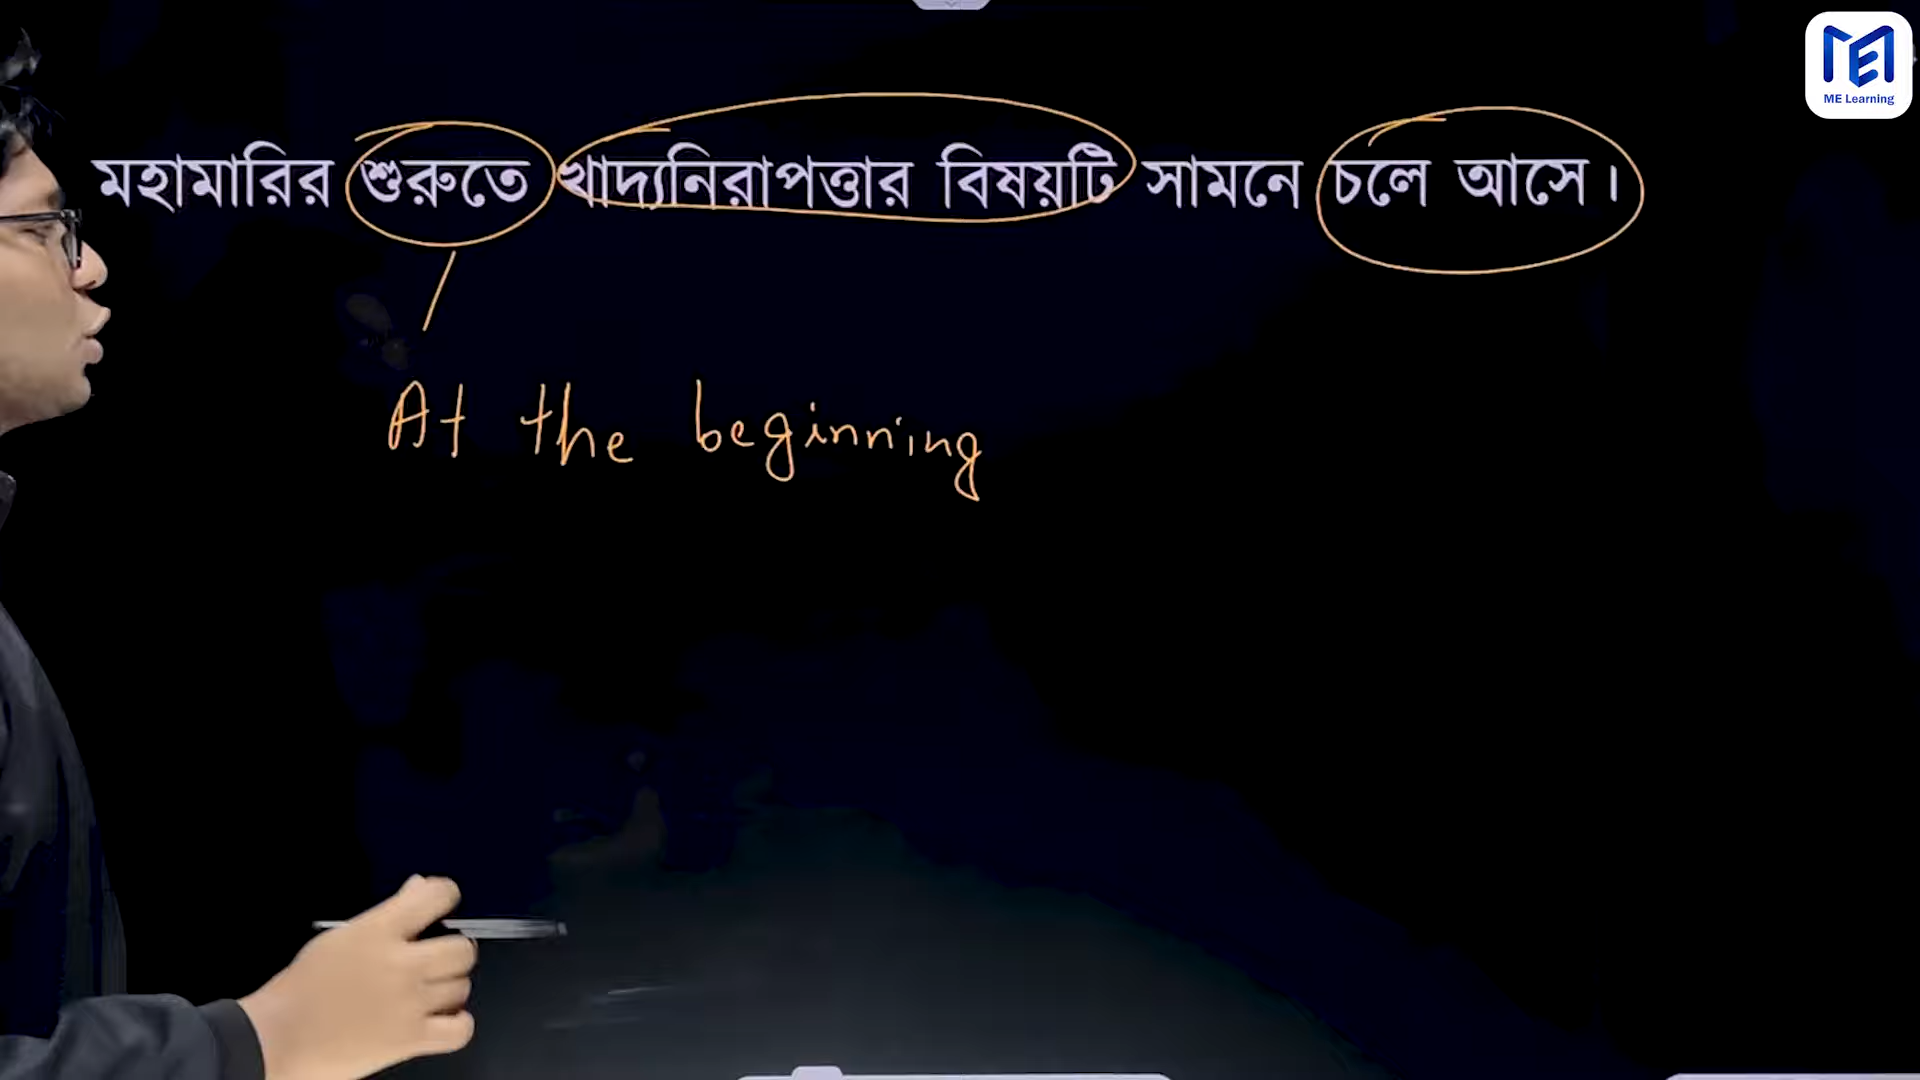 ME Learning
মহামারির শুরুতে খাদ্যনিরাপত্তার বিষয়টি সামনে চলে আসে।
At the beginning